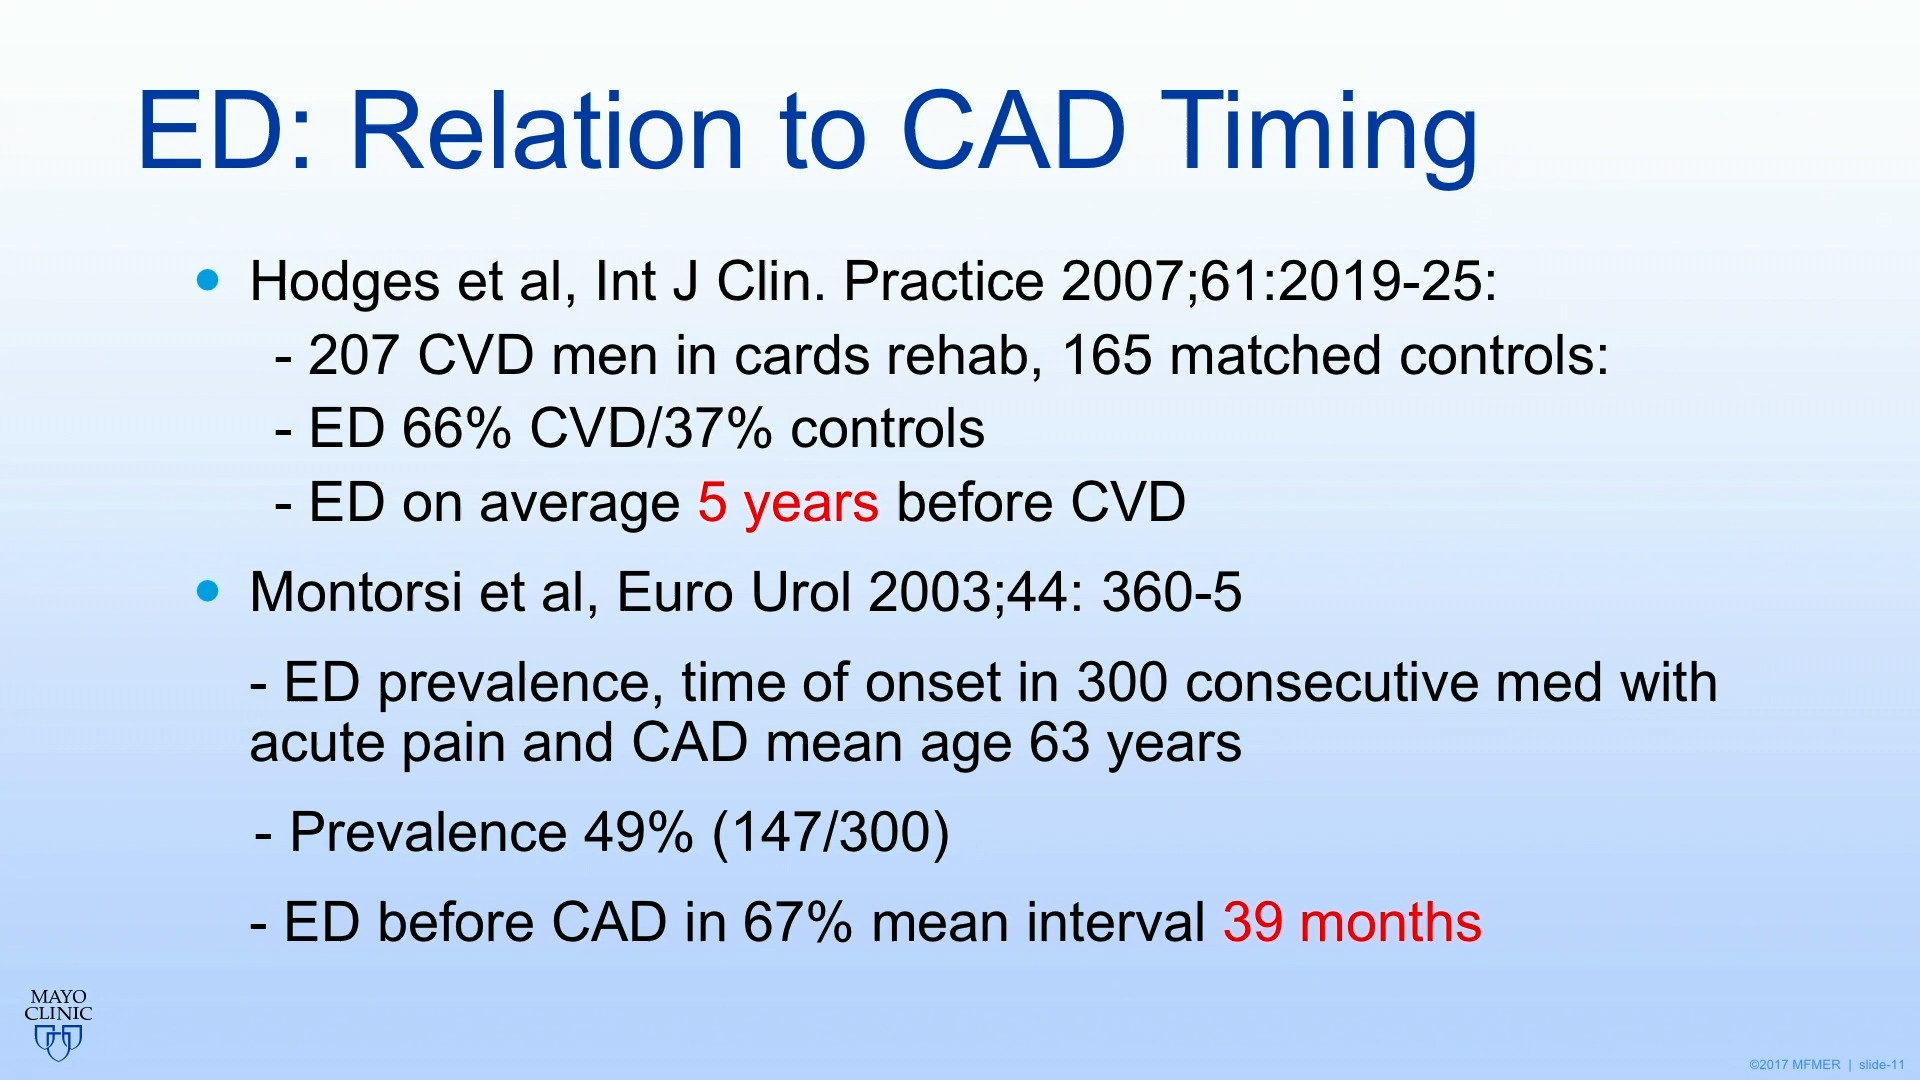 ED: Relation to CAD Timing
• Hodges et al, Int J Clin. Practice 2007;61:2019-25:
- 207 CVD men in cards rehab, 165 matched controls:
- ED 66% CVD/37% controls
- ED on average 5 years before CVD
• Montorsi et al, Euro Urol 2003;44: 360-5
- ED prevalence, time of onset in 300 consecutive med with
acute pain and CAD mean age 63 years
- Prevalence 49% (147/300)
- ED before CAD in 67% mean interval 39 months
MAYO
CLINIC
©2017 MFMER | slide-11